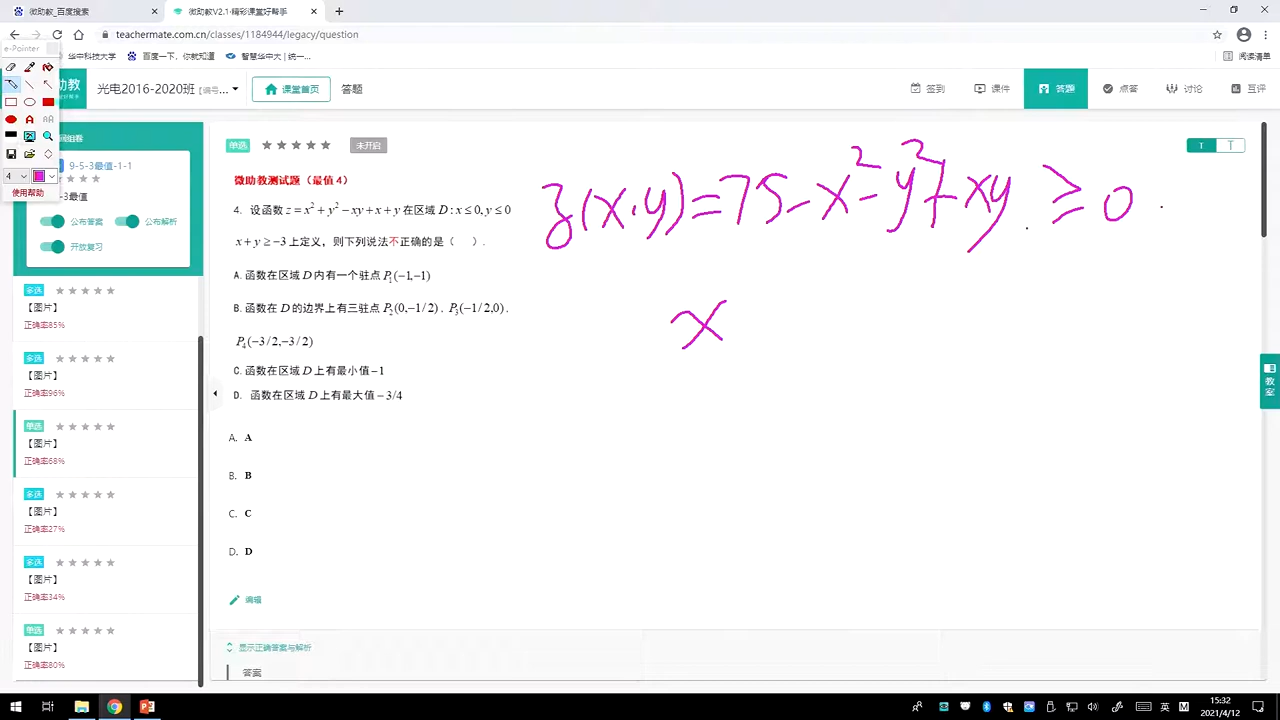 微助教_百度搜索
微助教V2.1-精彩课堂好帮手
teachermate.com.cn/classes/1184944/legacy/question
e-Pointer
华中科技大学
百度一下，你就知道
智慧华中大 | 统一...
阅读清单
助教
光电2016-2020班 [编号...
课堂首页
答题
签到
课件
答题
点答
讨论
互评
4
使用帮助
组卷
9-5-3最值-1-1
-3最值
公布答案
公布解析
开放复习
多选
【图片】
正确率85%
多选
【图片】
正确率96%
单选
【图片】
正确率68%
多选
【图片】
正确率27%
多选
【图片】
正确率34%
单选
【图片】
正确率80%
单选
未开启
T
T
微助教测试题（最值 4）
4. 设函数 z = x² + y² − xy + x + y 在区域 D : x ≤ 0, y ≤ 0
x + y ≥ −3 上定义，则下列说法不正确的是（ ）.
A. 函数在区域 D 内有一个驻点 P₁(−1,−1)
B. 函数在 D 的边界上有三驻点 P₂(0,−1/2) , P₃(−1/2,0) ,
P₄(−3/2,−3/2)
C. 函数在区域 D 上有最小值 −1
D. 函数在区域 D 上有最大值 − 3/4
A. A
B. B
C. C
D. D
编辑
显示正确答案与解析
答案
z(x,y)=75-x²-y²+xy ≥ 0
x
教案
英
M
15:32
2021/4/12